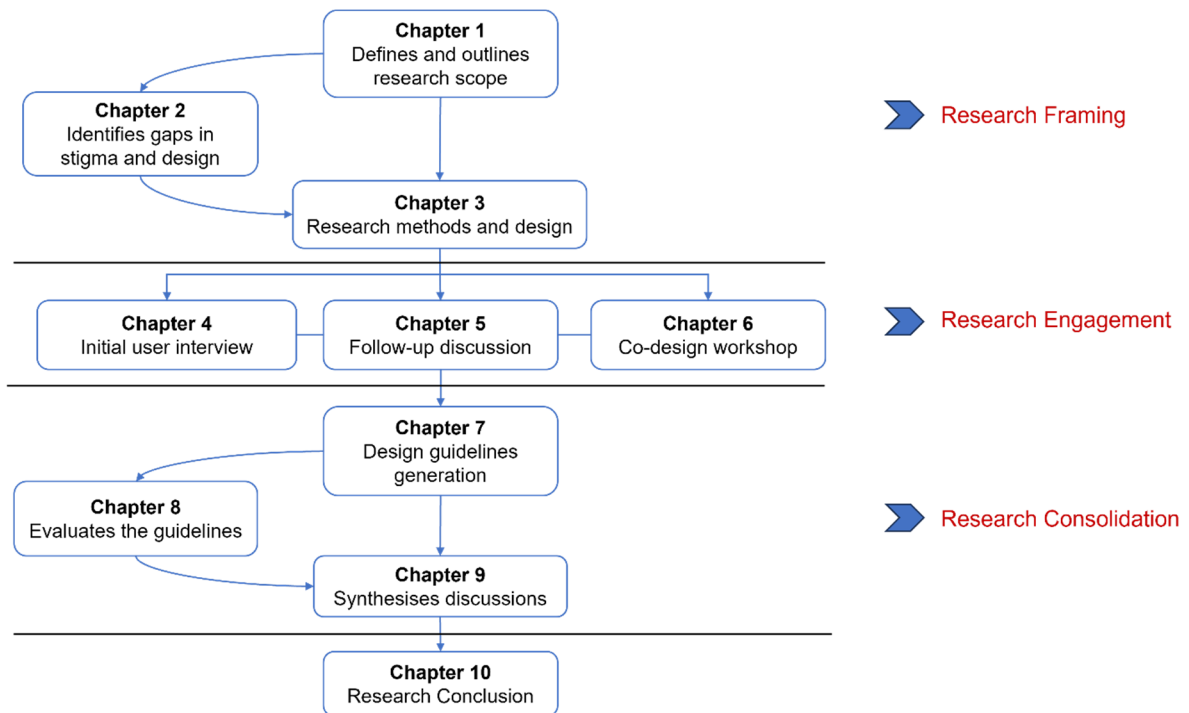 Chapter 1
Defines and outlines
research scope
Chapter 2
Identifies gaps in
stigma and design
Research Framing
Chapter 3
Research methods and design
Chapter 4
Initial user interview
Chapter 5
Follow-up discussion
Chapter 6
Co-design workshop
Research Engagement
Chapter 7
Design guidelines
generation
Chapter 8
Evaluates the guidelines
Research Consolidation
Chapter 9
Synthesises discussions
Chapter 10
Research Conclusion